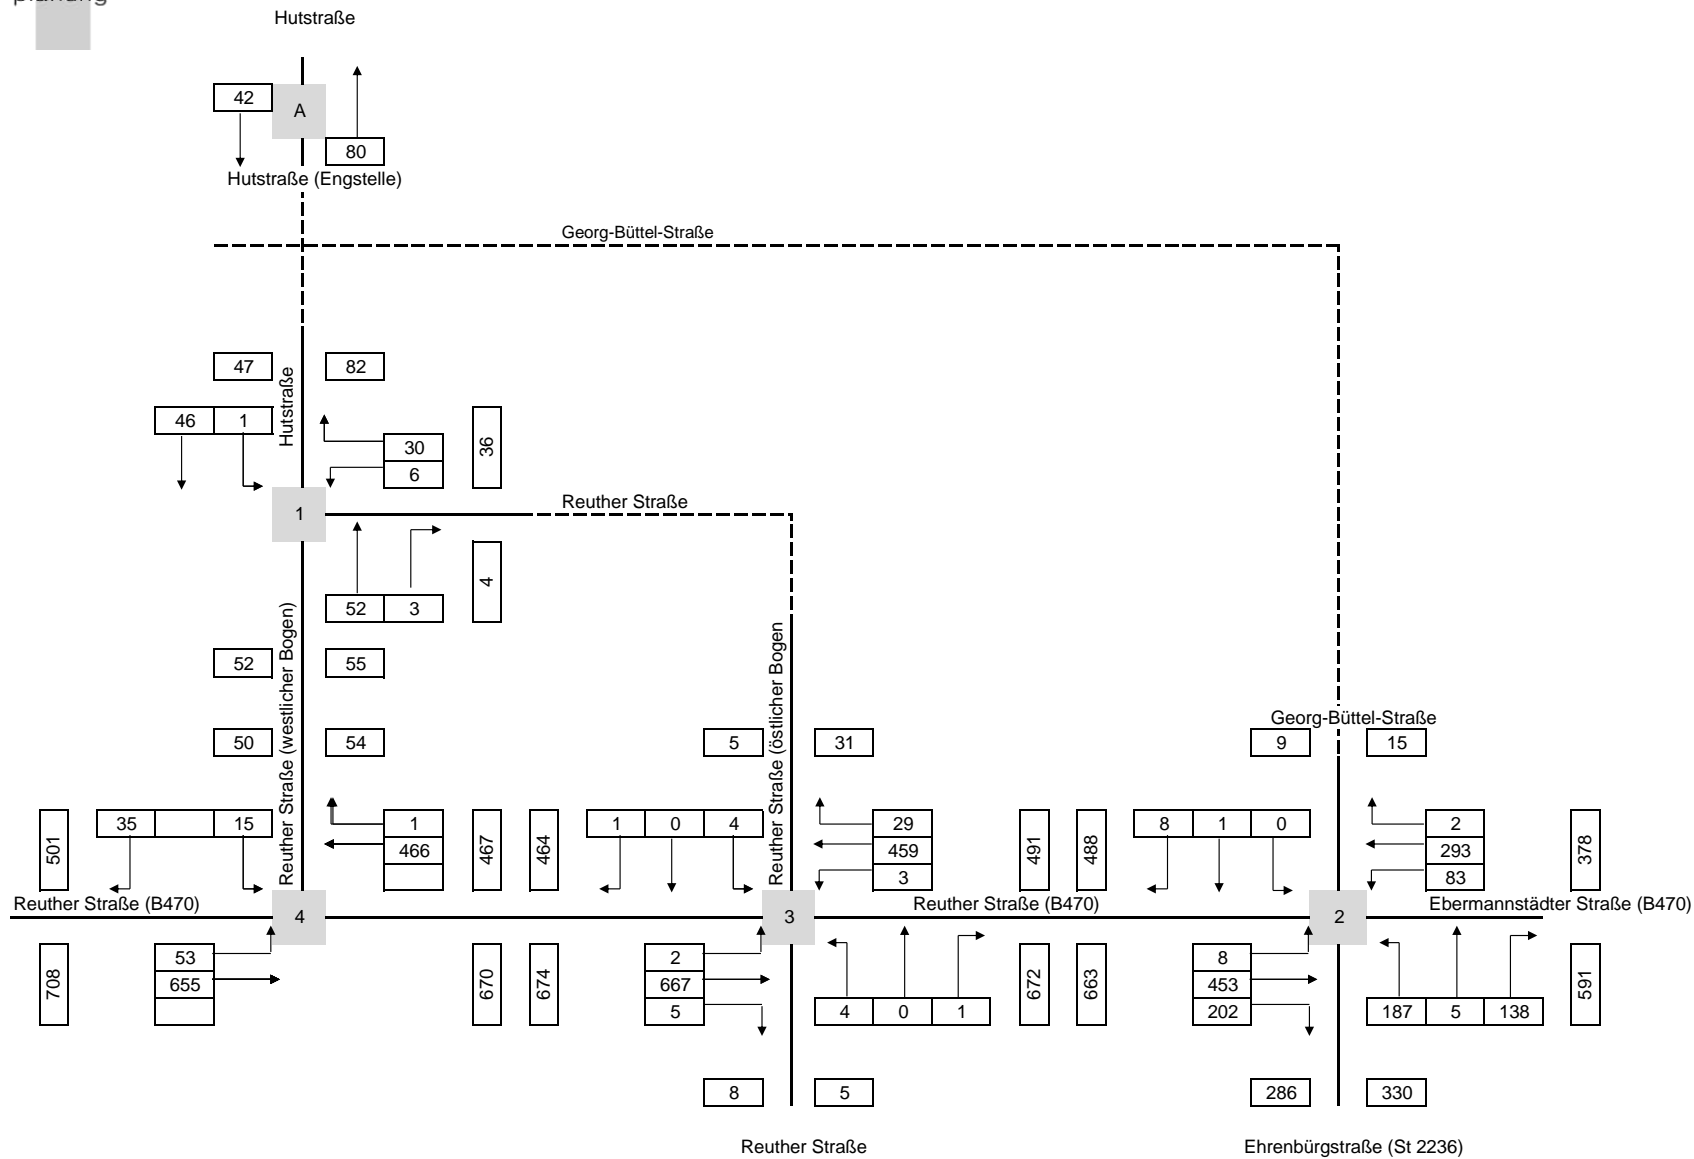 planung
Hutstraße
42
A
80
Hutstraße (Engstelle)
Georg-Büttel-Straße
47
82
Hutstraße
46 1
30
6
36
1
Reuther Straße
52 3
4
52
55
Reuther Straße (westlicher Bogen)
Reuther Straße (östlicher Bogen
50
54
5
31
Georg-Büttel-Straße
9
15
501
35 15
1
466
467
464
1 0 4
29
459
3
491
488
8 1 0
2
293
83
378
Reuther Straße (B470)
4
3
Reuther Straße (B470)
2
Ebermannstädter Straße (B470)
708
53
655
670
674
2
667
5
4 0 1
672
663
8
453
202
187 5 138
591
8
5
286
330
Reuther Straße
Ehrenbürgstraße (St 2236)